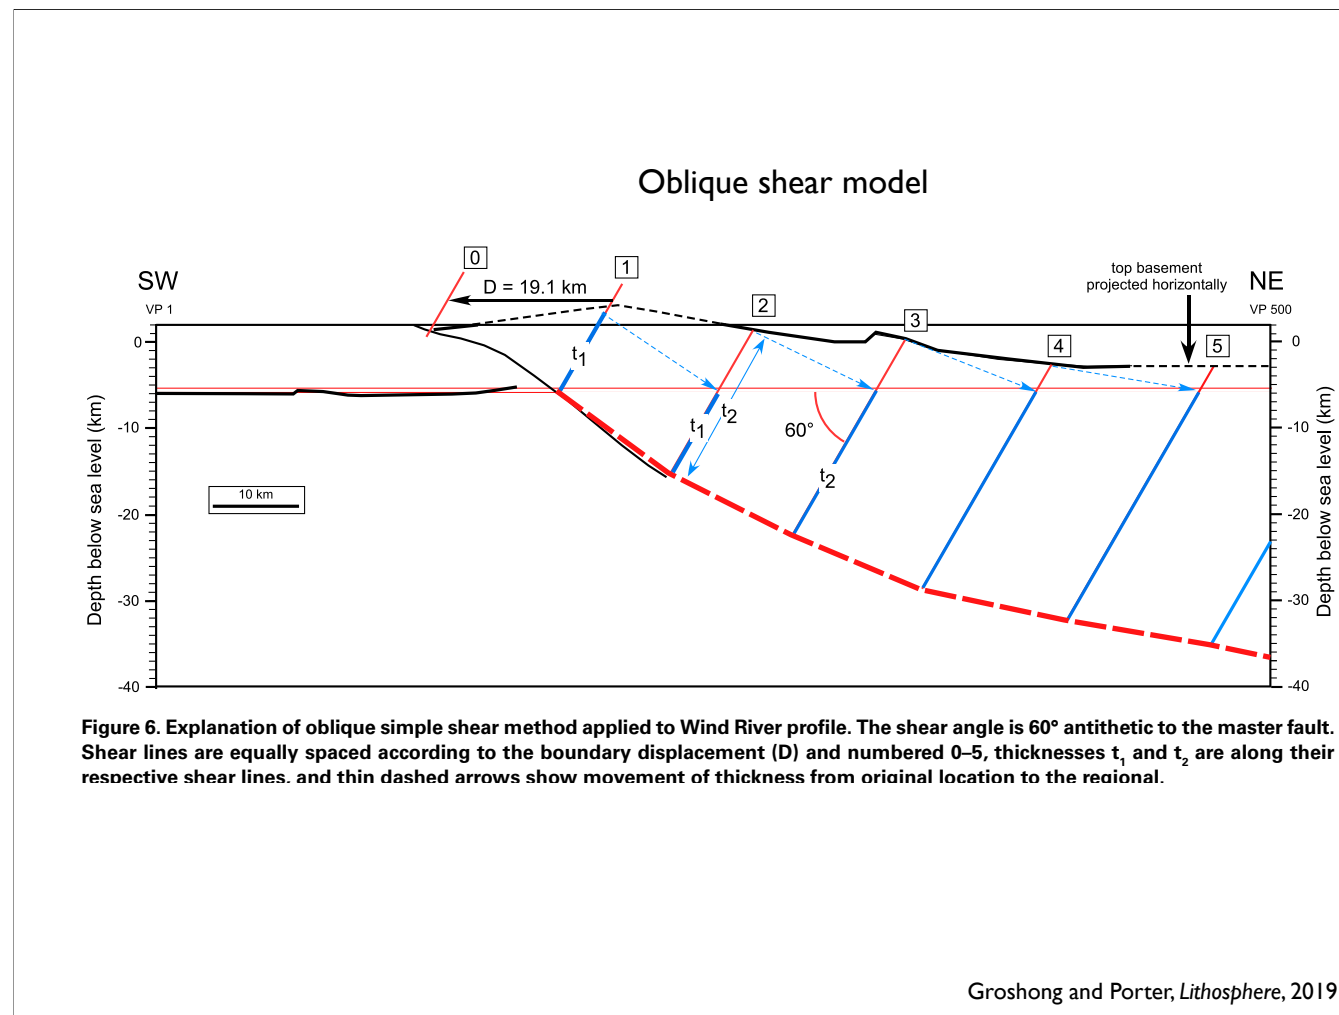 Oblique shear model
0
1
SW
D = 19.1 km
top basement
projected horizontally
NE
VP 1
VP 500
2
3
4
5
0
0
t1
t1
t2
60°
t2
-10
-10
10 km
-20
-20
-30
-30
-40
-40
Depth below sea level (km)
Depth below sea level (km)
Figure 6. Explanation of oblique simple shear method applied to Wind River profile. The shear angle is 60° antithetic to the master fault.
Shear lines are equally spaced according to the boundary displacement (D) and numbered 0–5, thicknesses t1 and t2 are along their
respective shear lines, and thin dashed arrows show movement of thickness from original location to the regional.
Groshong and Porter, Lithosphere, 2019